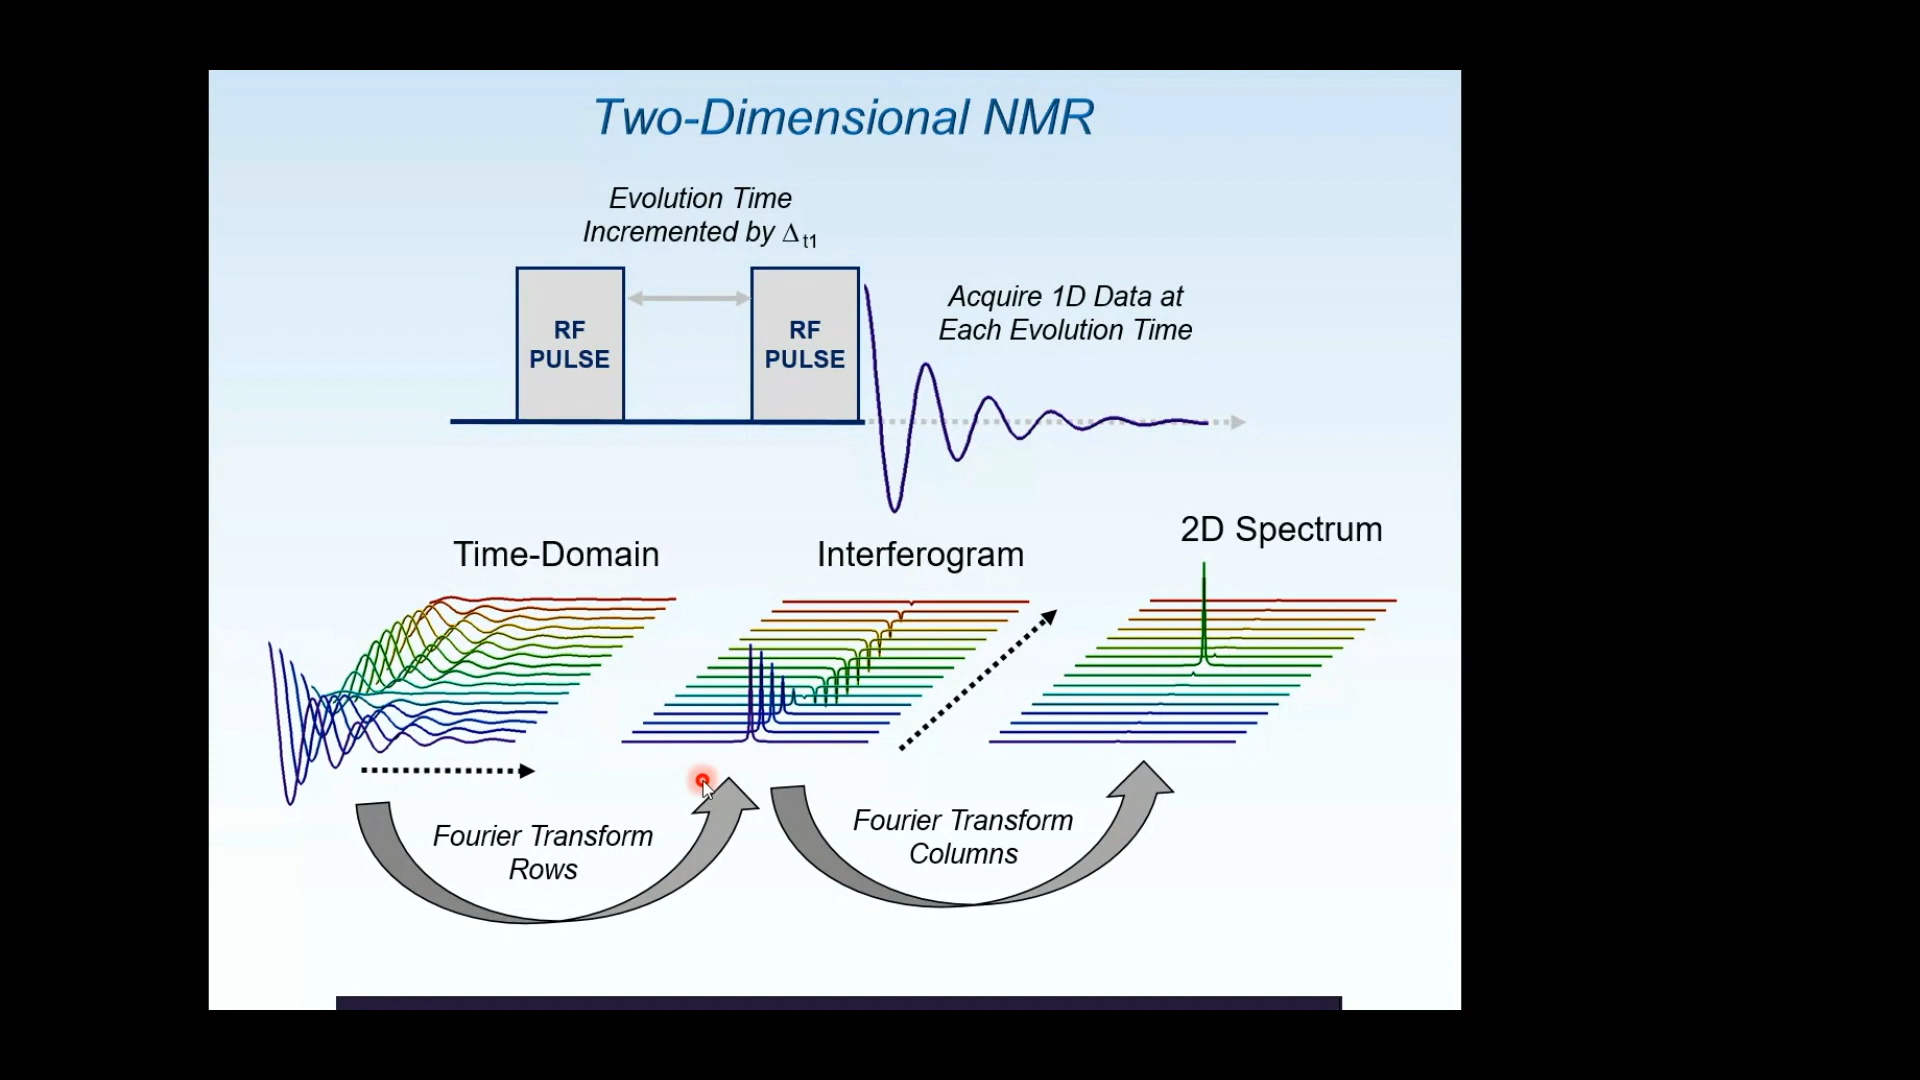 Two-Dimensional NMR
Evolution Time
Incremented by Δt1
RF
PULSE
RF
PULSE
Acquire 1D Data at
Each Evolution Time
Time-Domain
Interferogram
2D Spectrum
Fourier Transform
Rows
Fourier Transform
Columns